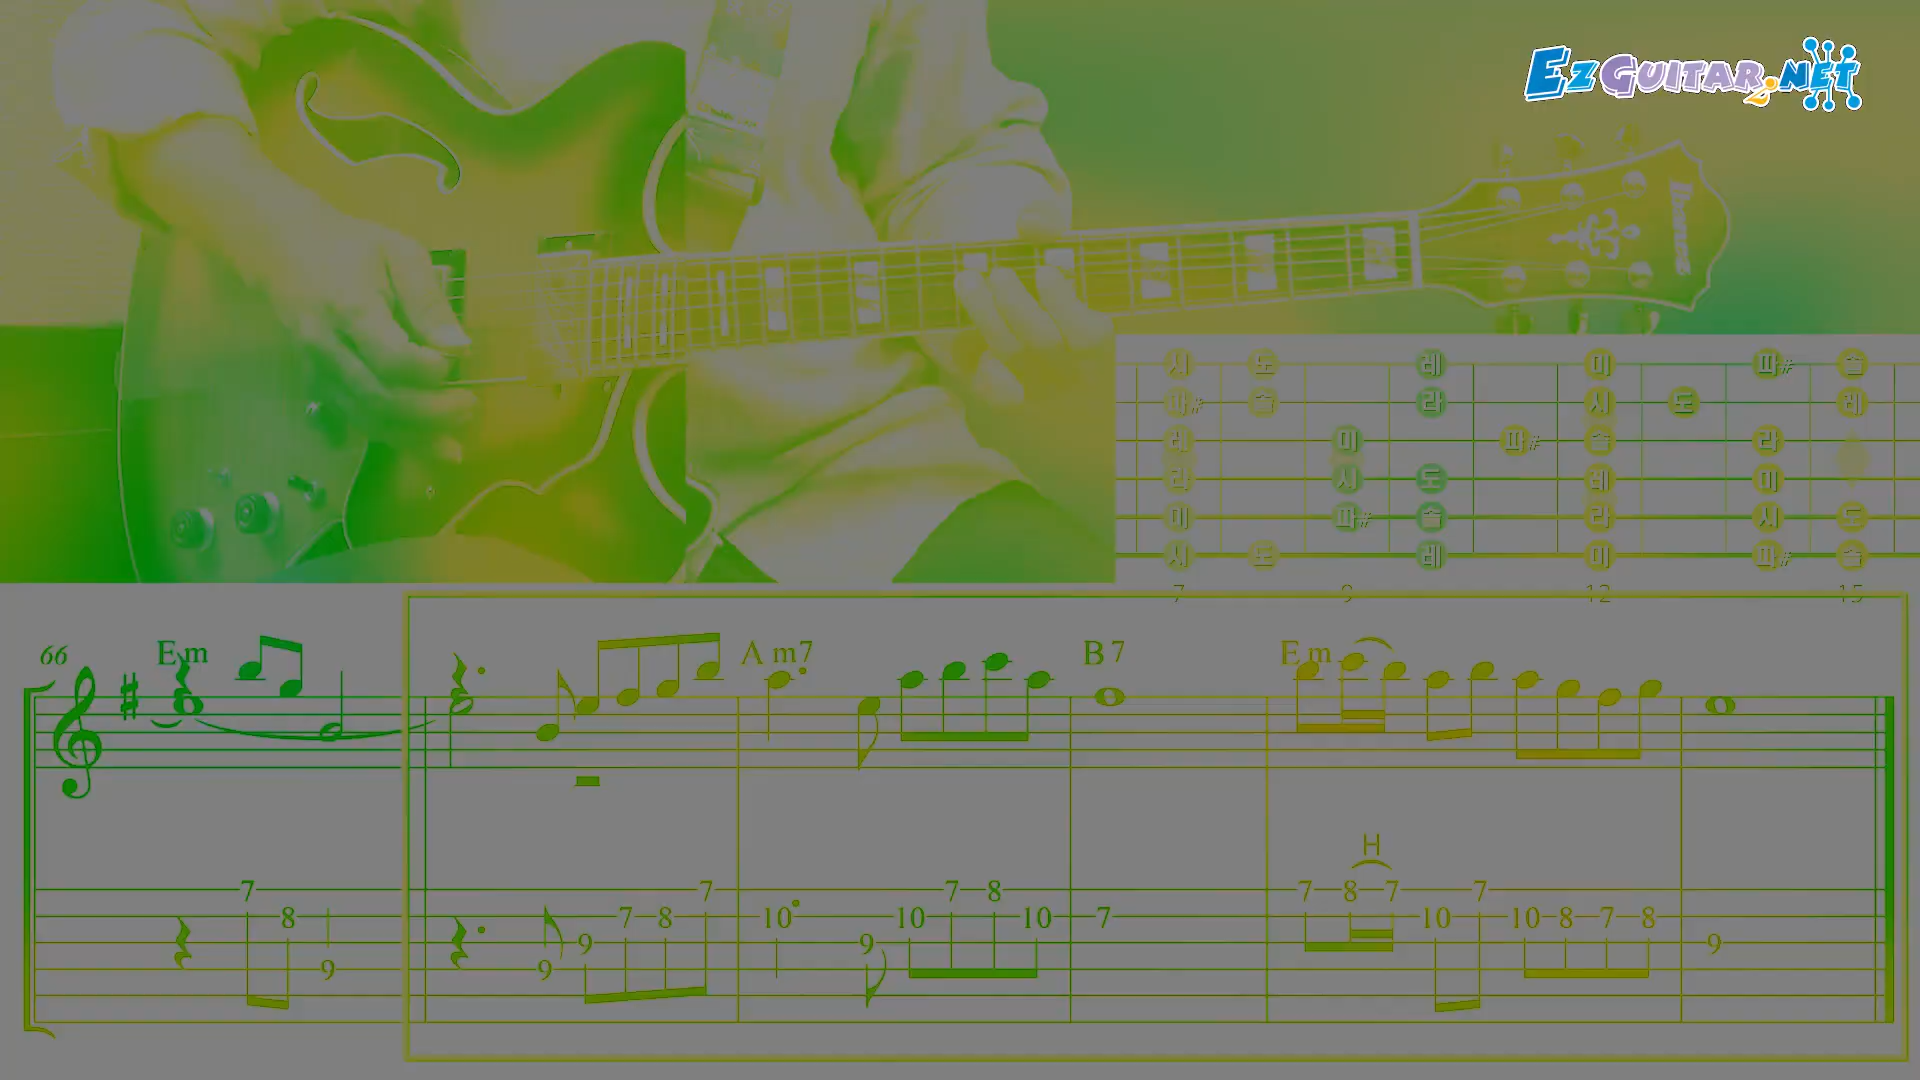 EzGuitar2.NET
Ibanez
시 도 레 미 파# 솔
파# 솔 라 시 도 레
레 미 파# 솔 라
라 시 도 레 미
미 파# 솔 라 시 도
시 도 레 미 파# 솔
7 9 12 15
66 Em Am7 B7 Em
H
7 7 7 8 7 8 7 7
8 7 8 10 10 10 7 10 10 8 7 8
9 9 9
9 9